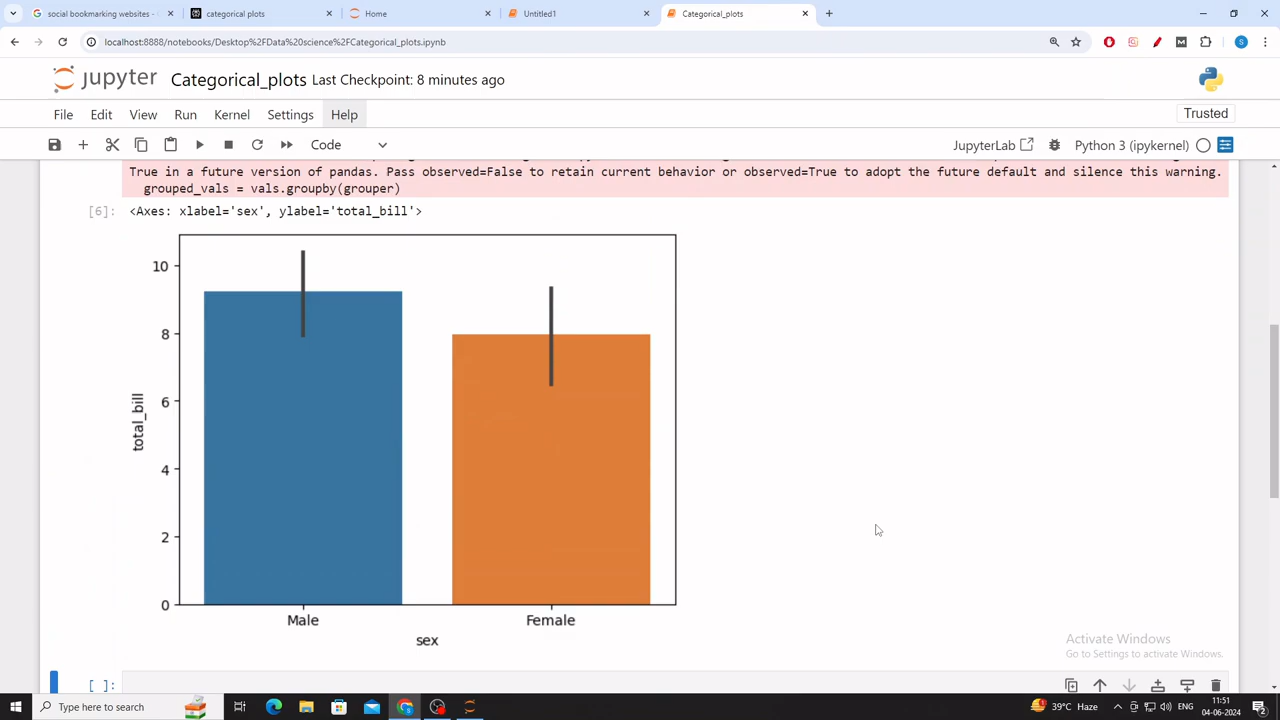 social bookmarking websites -
categorical plots
Home
Untitled1
Categorical_plots
localhost:8888/notebooks/Desktop%2FData%20science%2FCategorical_plots.ipynb
jupyter Categorical_plots Last Checkpoint: 8 minutes ago
File Edit View Run Kernel Settings Help
Trusted
Code
JupyterLab
Python 3 (ipykernel)
True in a future version of pandas. Pass observed=False to retain current behavior or observed=True to adopt the future default and silence this warning.
grouped_vals = vals.groupby(grouper)
[6]: <Axes: xlabel='sex', ylabel='total_bill'>
10
8
6
4
2
0
total_bill
Male Female
sex
Activate Windows
Go to Settings to activate Windows.
[ ]:
Type here to search
39°C Haze
ENG
11:51
04-06-2024
2